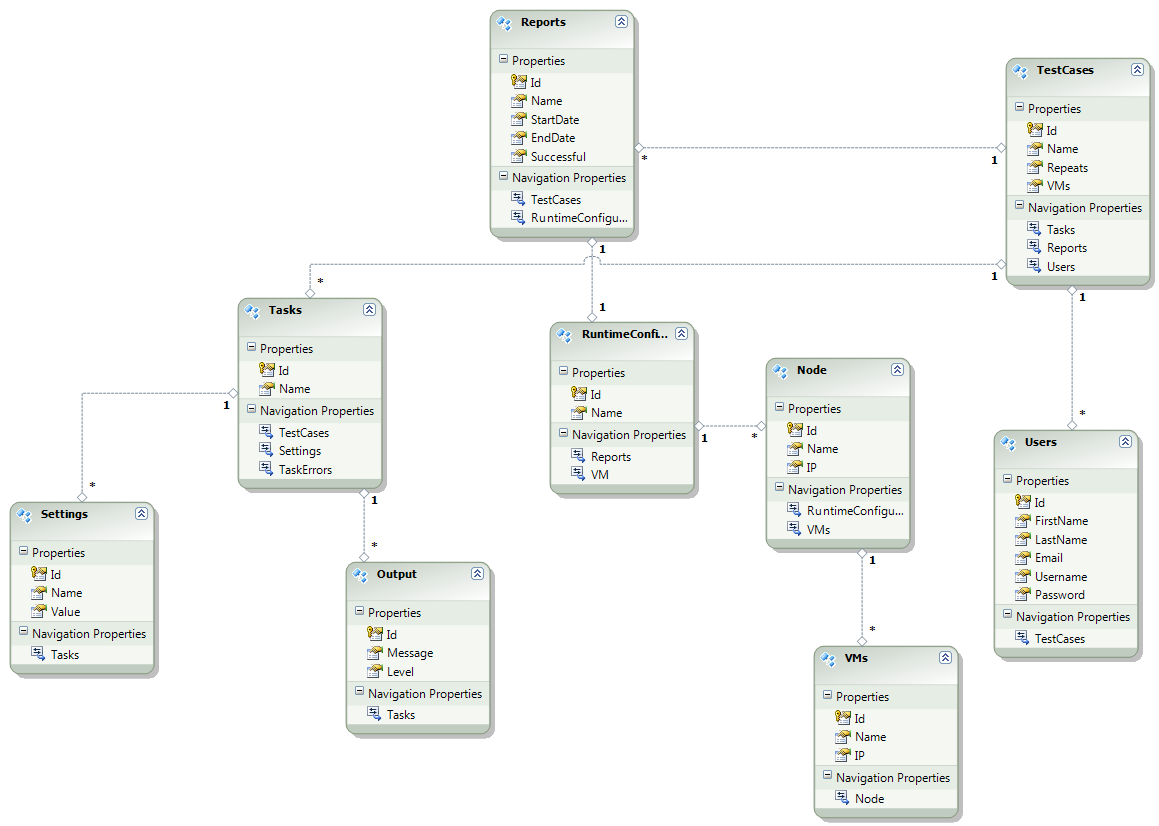 Reports
Properties
Id
Name
StartDate
EndDate
Successful
Navigation Properties
TestCases
RuntimeConfigu...
*
1
TestCases
Properties
Id
Name
Repeats
VMs
Navigation Properties
Tasks
Reports
Users
1
1
*
1
1
*
Tasks
Properties
Id
Name
Navigation Properties
TestCases
Settings
TaskErrors
1
*
1
*
RuntimeConfi...
Properties
Id
Name
Navigation Properties
Reports
VM
1
*
Node
Properties
Id
Name
IP
Navigation Properties
RuntimeConfigu...
VMs
1
*
Users
Properties
Id
FirstName
LastName
Email
Username
Password
Navigation Properties
TestCases
Settings
Properties
Id
Name
Value
Navigation Properties
Tasks
Output
Properties
Id
Message
Level
Navigation Properties
Tasks
VMs
Properties
Id
Name
IP
Navigation Properties
Node